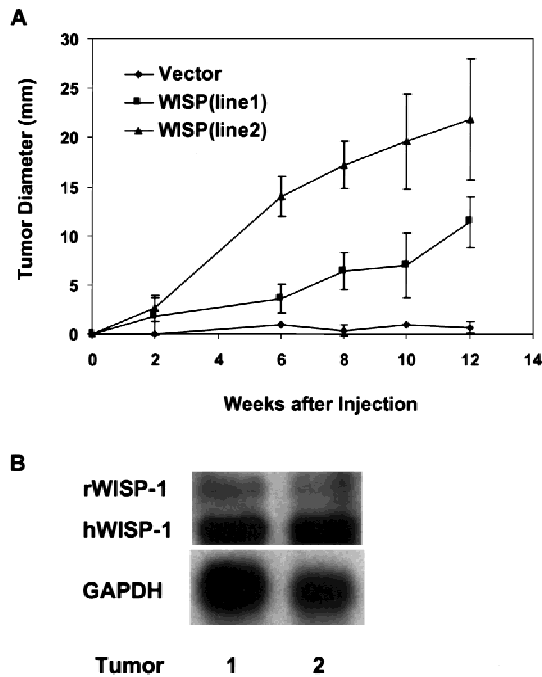 A
30
25
20
15
10
5
0
Tumor Diameter (mm)
Vector
WISP(line1)
WISP(line2)
0 2 4 6 8 10 12 14
Weeks after Injection
B
rWISP-1
hWISP-1
GAPDH
Tumor 1 2